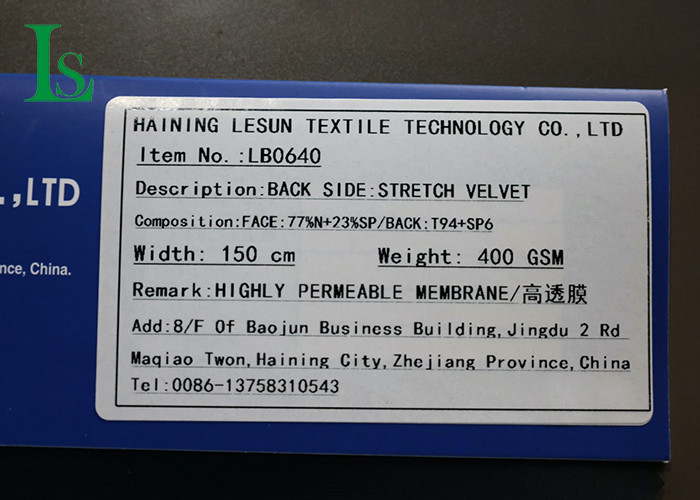 LS
HAINING LESUN TEXTILE TECHNOLOGY CO.,LTD
Item No.:LB0640
Description:BACK SIDE:STRETCH VELVET
Composition:FACE:77%N+23%SP/BACK:T94+SP6
Width: 150 cm Weight: 400 GSM
Remark:HIGHLY PERMEABLE MEMBRANE/高透膜
Add:8/F Of Baojun Business Building,Jingdu 2 Rd
Maqiao Twon,Haining City,Zhejiang Province,China
Tel:0086-13758310543
.,LTD
nce, China.